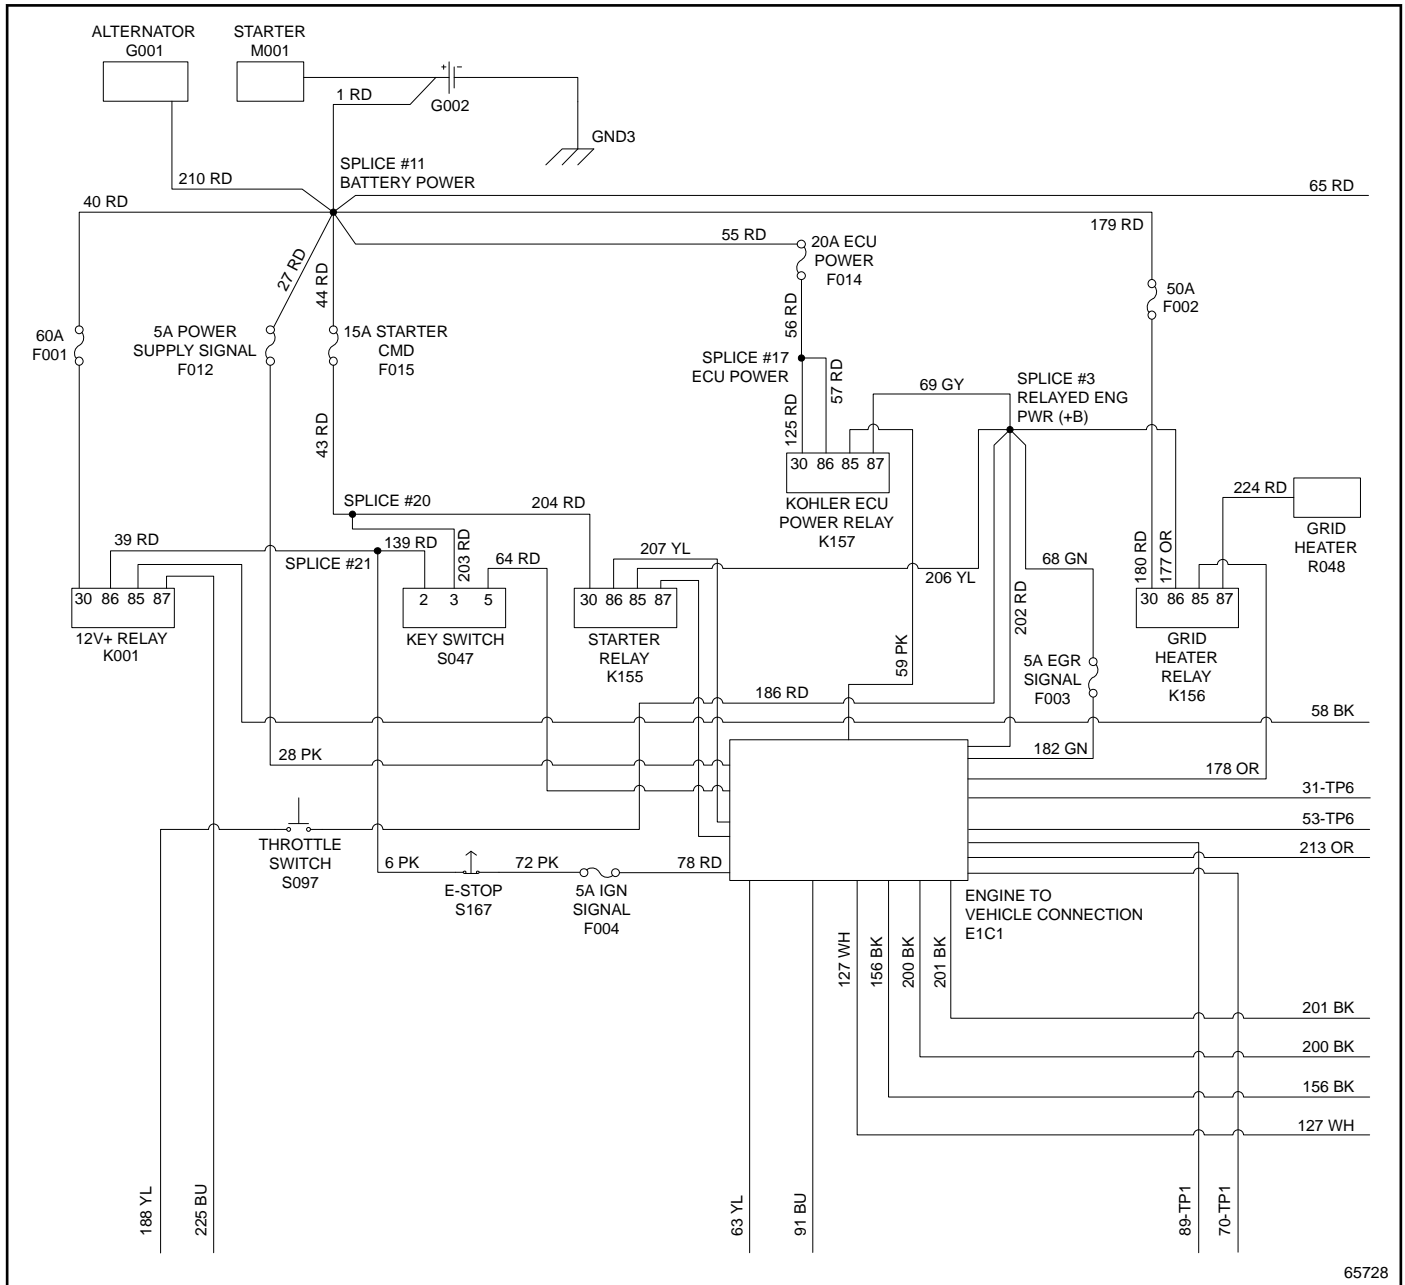 ALTERNATOR
G001
STARTER
M001
+
−
1 RD
G002
GND3
SPLICE #11
BATTERY POWER
210 RD
65 RD
40 RD
179 RD
55 RD
27 RD
44 RD
20A ECU
POWER
F014
50A
F002
56 RD
60A
F001
5A POWER
SUPPLY SIGNAL
F012
15A STARTER
CMD
F015
SPLICE #17
ECU POWER
57 RD
125 RD
69 GY
SPLICE #3
RELAYED ENG
PWR (+B)
43 RD
30 86 85 87
KOHLER ECU
POWER RELAY
K157
224 RD
GRID
HEATER
R048
SPLICE #20
204 RD
39 RD
139 RD
SPLICE #21
203 RD
64 RD
207 YL
206 YL
68 GN
202 RD
180 RD
177 OR
30 86 85 87
12V+ RELAY
K001
2 3 5
KEY SWITCH
S047
30 86 85 87
STARTER
RELAY
K155
30 86 85 87
GRID
HEATER
RELAY
K156
59 PK
5A EGR
SIGNAL
F003
186 RD
58 BK
182 GN
28 PK
178 OR
31-TP6
53-TP6
213 OR
THROTTLE
SWITCH
S097
6 PK
72 PK
78 RD
E-STOP
S167
5A IGN
SIGNAL
F004
ENGINE TO
VEHICLE CONNECTION
E1C1
127 WH
156 BK
200 BK
201 BK
201 BK
200 BK
156 BK
127 WH
188 YL
225 BU
63 YL
91 BU
89-TP1
70-TP1
65728